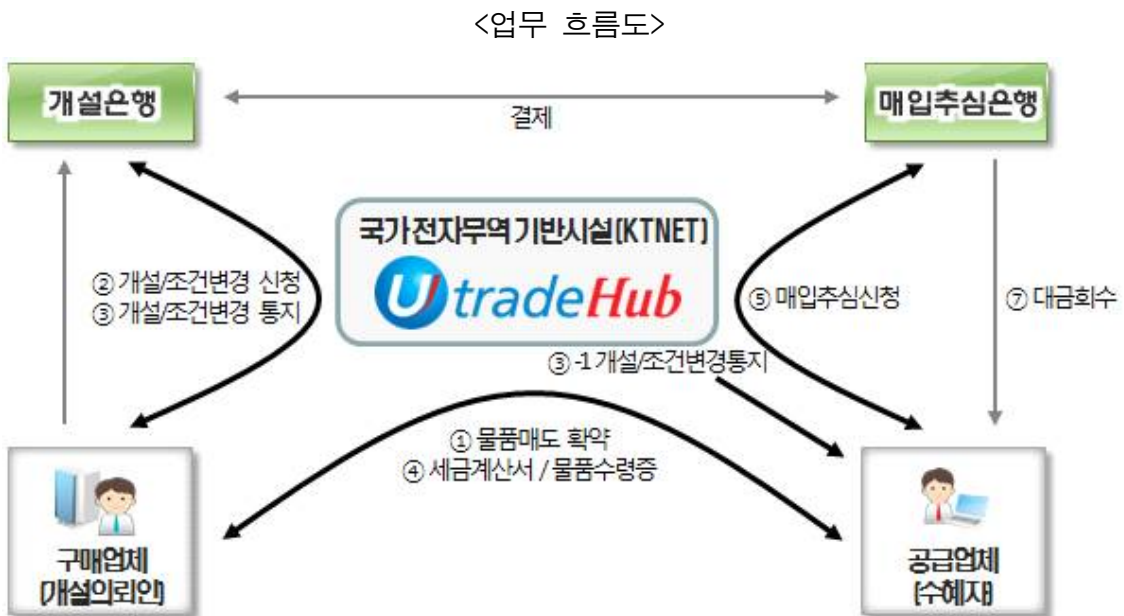 <업무 흐름도>
개설은행
매입추심은행
결제
국가전자무역기반시설(KTNET)
U tradeHub
② 개설/조건변경 신청
③ 개설/조건변경 통지
⑤ 매입추심신청
⑦ 대금회수
③ -1 개설/조건변경통지
① 물품매도 확약
④ 세금계산서 / 물품수령증
구매업체
(개설의뢰인)
공급업체
(수혜자)